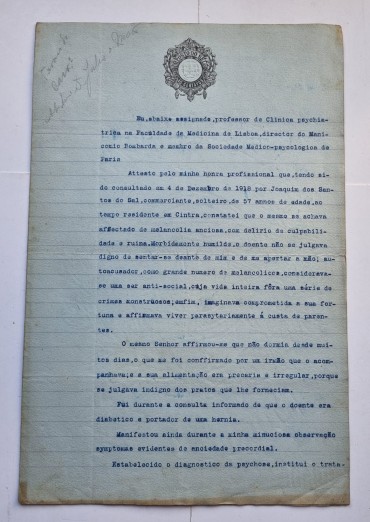 Eu,abaixo assignado,professor de Clinica psychia-
trica na Faculdade de Medicina de Lisboa,director do Mani-
comio Bombarda e membro da Sociedade Medico-psycologica de
Paris
Attesto pelo minha honra profissional que,tendo si-
do consultado em 4 de Dezembro de 1918 por Joaquim dos San-
tos do Sal,commerciante,solteiro,de 57 annos de edade,ao
tempo residente em Cintra,constatei que o mesmo se achava
affectado de melancolia anciosa,com delirio de culpabili-
dade e ruina.Morbidamente humilde,o doente não se julgava
digno de sentar-se deante de mim e de me apertar a mão; au-
toaccusador,como grande numero de melancolicos,considerava-
se uma ser anti-social,cuja vida inteira fôra uma série de
crimes monstruosos;enfim, imaginava compromettida a sua for-
tuna e affirmava viver parasytariamente á custa de paren-
tes.
O mesmo Senhor affirmou-me que não dormia desde mui-
tos dias,o que me foi conffirmado por um irmão que o acom-
panhava;e a sua alimentação era precaria e irregular,porque
se julgava indigno dos pratos que lhe forneciam.
Fui durante a consulta informado de que o doente era
diabetico e portador de uma hernia.
Manifestou ainda durante a minha minuciosa observação
symptomas evidentes de anciedade precordial.
Estabelecido o diagnostico da psychose,institui o trata-